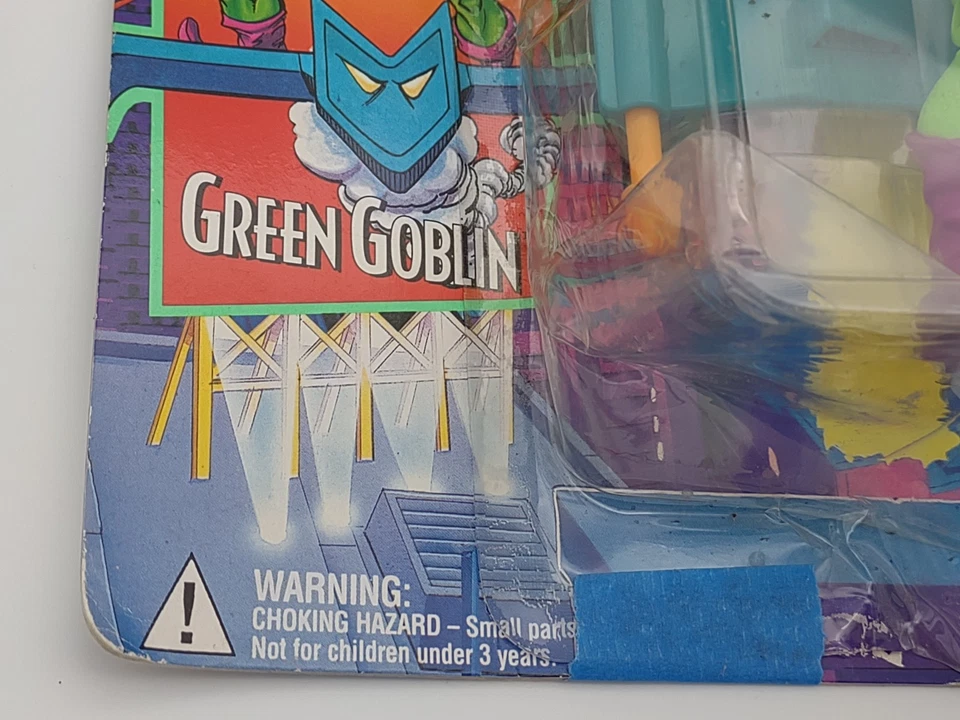 GREEN GOBLIN
WARNING:
CHOKING HAZARD – Small parts
Not for children under 3 years.